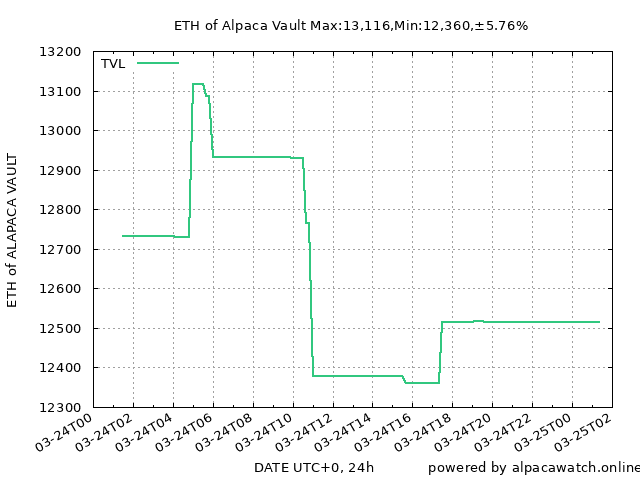 ETH of Alpaca Vault Max:13,116,Min:12,360,±5.76%
TVL
13200
13100
13000
12900
12800
12700
12600
12500
12400
12300
ETH of ALAPACA VAULT
03-24T00
03-24T02
03-24T04
03-24T06
03-24T08
03-24T10
03-24T12
03-24T14
03-24T16
03-24T18
03-24T20
03-24T22
03-25T00
03-25T02
DATE UTC+0, 24h
powered by alpacawatch.online